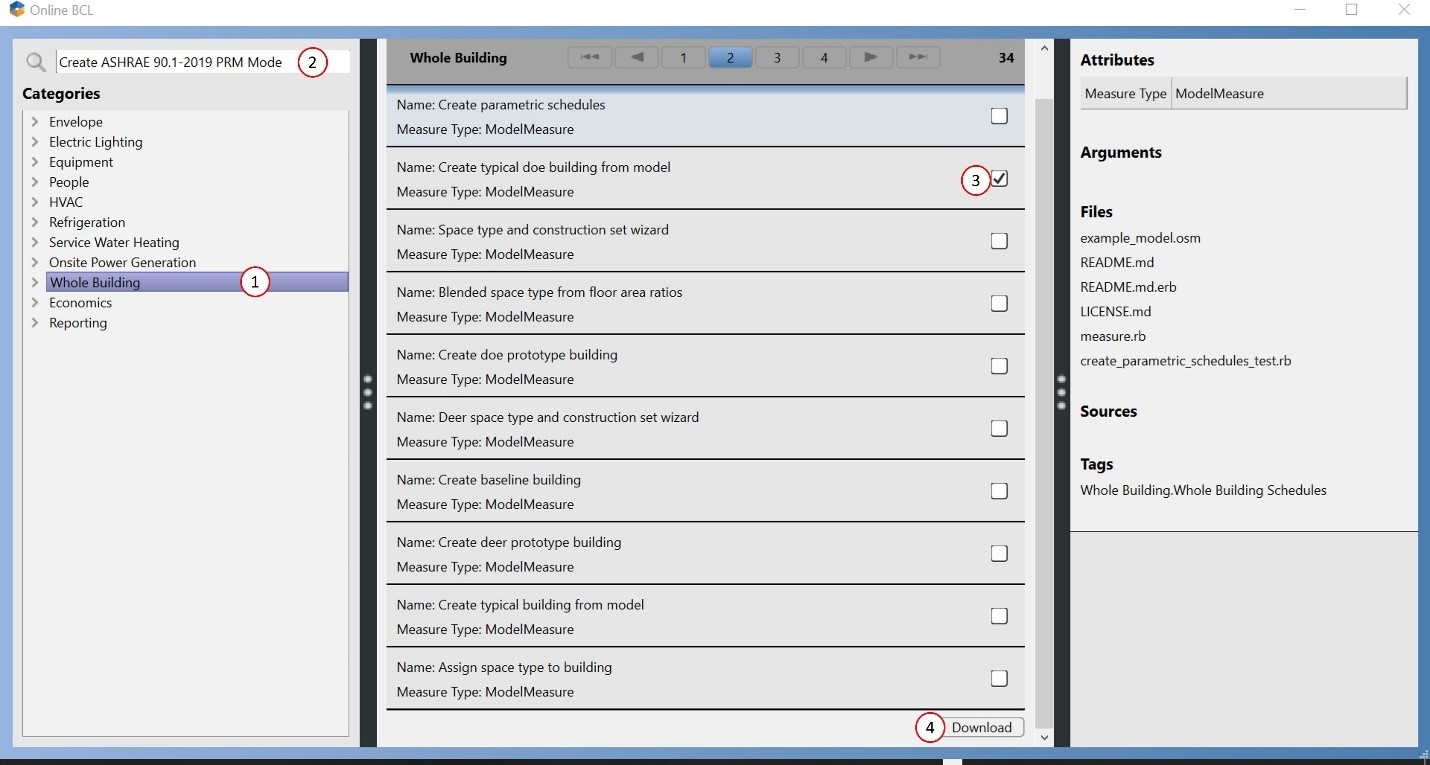 Online BCL
Create ASHRAE 90.1-2019 PRM Mode
2
Categories
Envelope
Electric Lighting
Equipment
People
HVAC
Refrigeration
Service Water Heating
Onsite Power Generation
Whole Building
1
Economics
Reporting
Whole Building
1 2 3 4
34
Name: Create parametric schedules
Measure Type: ModelMeasure
Name: Create typical doe building from model
Measure Type: ModelMeasure
3
Name: Space type and construction set wizard
Measure Type: ModelMeasure
Name: Blended space type from floor area ratios
Measure Type: ModelMeasure
Name: Create doe prototype building
Measure Type: ModelMeasure
Name: Deer space type and construction set wizard
Measure Type: ModelMeasure
Name: Create baseline building
Measure Type: ModelMeasure
Name: Create deer prototype building
Measure Type: ModelMeasure
Name: Create typical building from model
Measure Type: ModelMeasure
Name: Assign space type to building
Measure Type: ModelMeasure
4
Download
Attributes
Measure Type ModelMeasure
Arguments
Files
example_model.osm
README.md
README.md.erb
LICENSE.md
measure.rb
create_parametric_schedules_test.rb
Sources
Tags
Whole Building.Whole Building Schedules